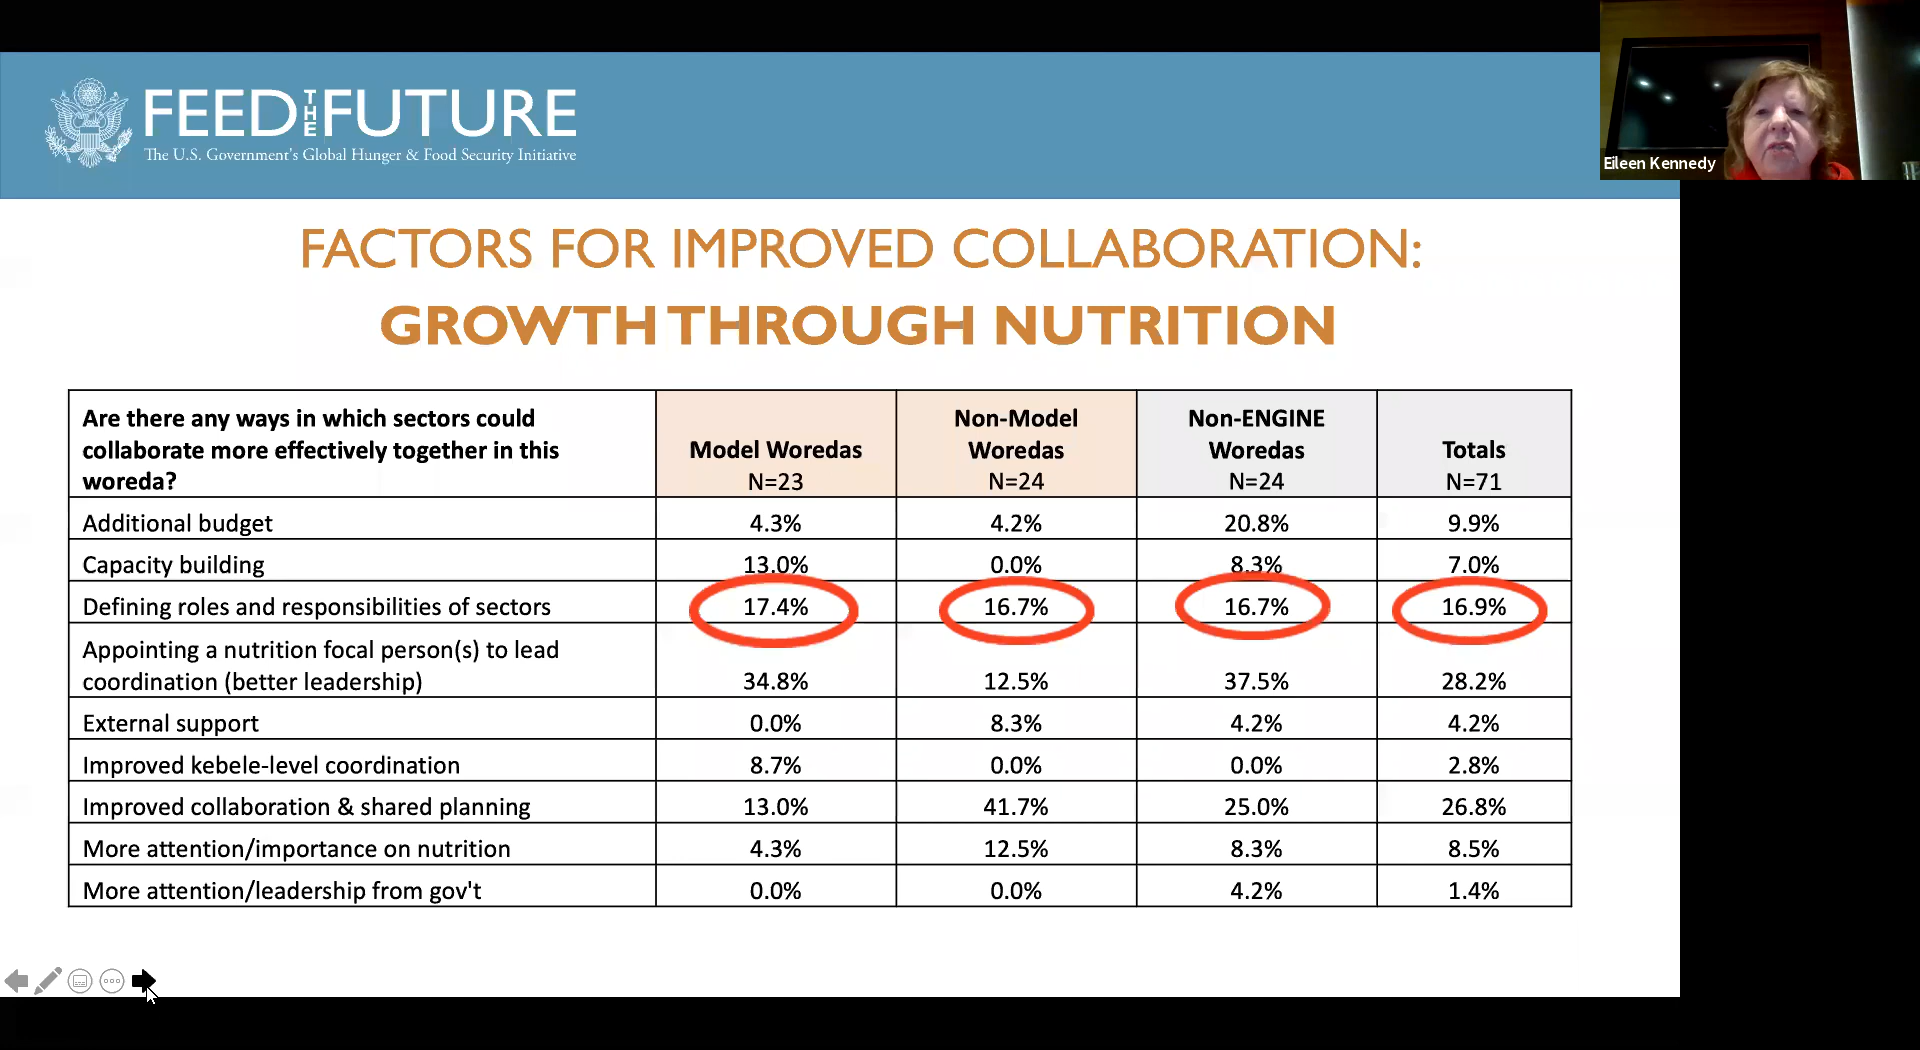 FEED THE FUTURE
The U.S. Government's Global Hunger & Food Security Initiative
Eileen Kennedy
FACTORS FOR IMPROVED COLLABORATION:
GROWTH THROUGH NUTRITION
Are there any ways in which sectors could
collaborate more effectively together in this
woreda?
Model Woredas
N=23
Non-Model
Woredas
N=24
Non-ENGINE
Woredas
N=24
Totals
N=71
Additional budget 4.3% 4.2% 20.8% 9.9%
Capacity building 13.0% 0.0% 8.3% 7.0%
Defining roles and responsibilities of sectors 17.4% 16.7% 16.7% 16.9%
Appointing a nutrition focal person(s) to lead
coordination (better leadership) 34.8% 12.5% 37.5% 28.2%
External support 0.0% 8.3% 4.2% 4.2%
Improved kebele-level coordination 8.7% 0.0% 0.0% 2.8%
Improved collaboration & shared planning 13.0% 41.7% 25.0% 26.8%
More attention/importance on nutrition 4.3% 12.5% 8.3% 8.5%
More attention/leadership from gov't 0.0% 0.0% 4.2% 1.4%